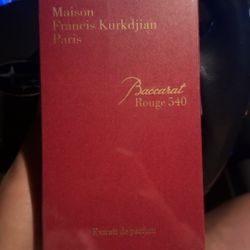 Maison
Francis Kurkdjian
Paris
Baccarat
Rouge 540
Extrait de parfum